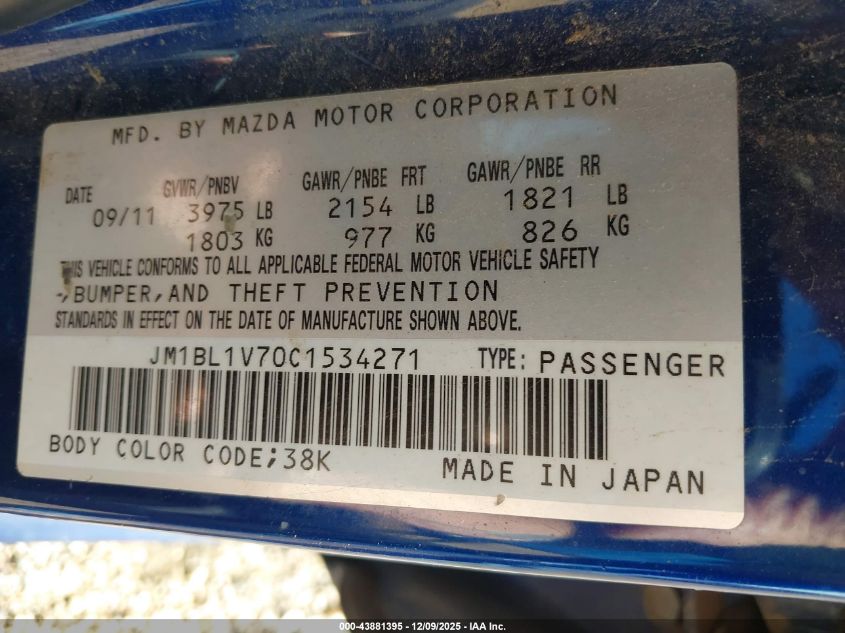 MFD. BY MAZDA MOTOR CORPORATION
DATE GVWR/PNBV GAWR/PNBE FRT GAWR/PNBE RR
09/11 3975 LB 2154 LB 1821 LB
1803 KG 977 KG 826 KG
THIS VEHICLE CONFORMS TO ALL APPLICABLE FEDERAL MOTOR VEHICLE SAFETY
-,BUMPER,AND THEFT PREVENTION
STANDARDS IN EFFECT ON THE DATE OF MANUFACTURE SHOWN ABOVE.
JM1BL1V70C1534271 TYPE: PASSENGER
BODY COLOR CODE;38K
MADE IN JAPAN
000-43881395 - 12/09/2025 - IAA Inc.